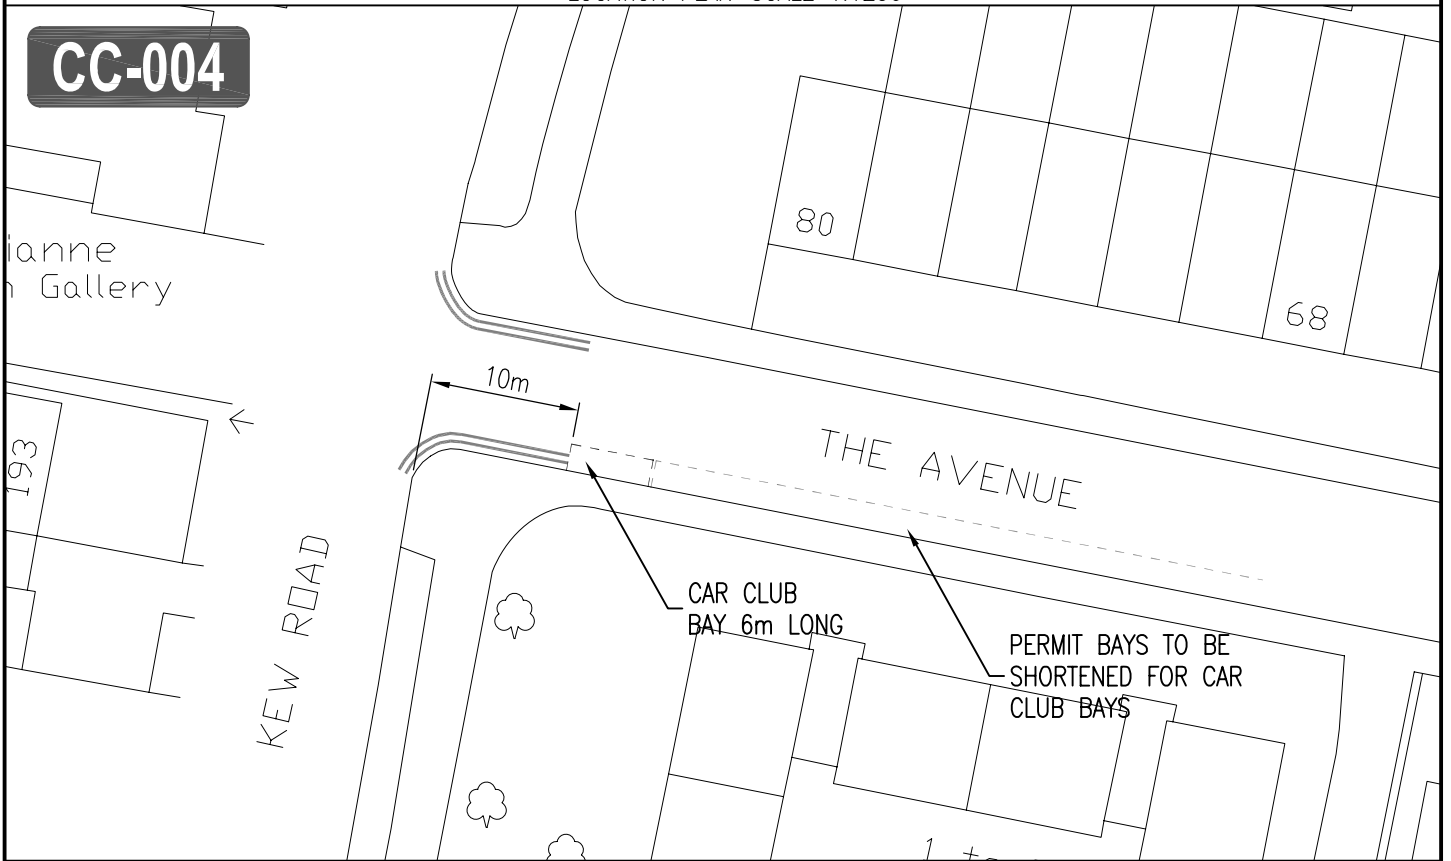 CC-004
80
ianne
Gallery
68
10m
193
THE AVENUE
CAR CLUB
BAY 6m LONG
KEW ROAD
PERMIT BAYS TO BE
SHORTENED FOR CAR
CLUB BAYS